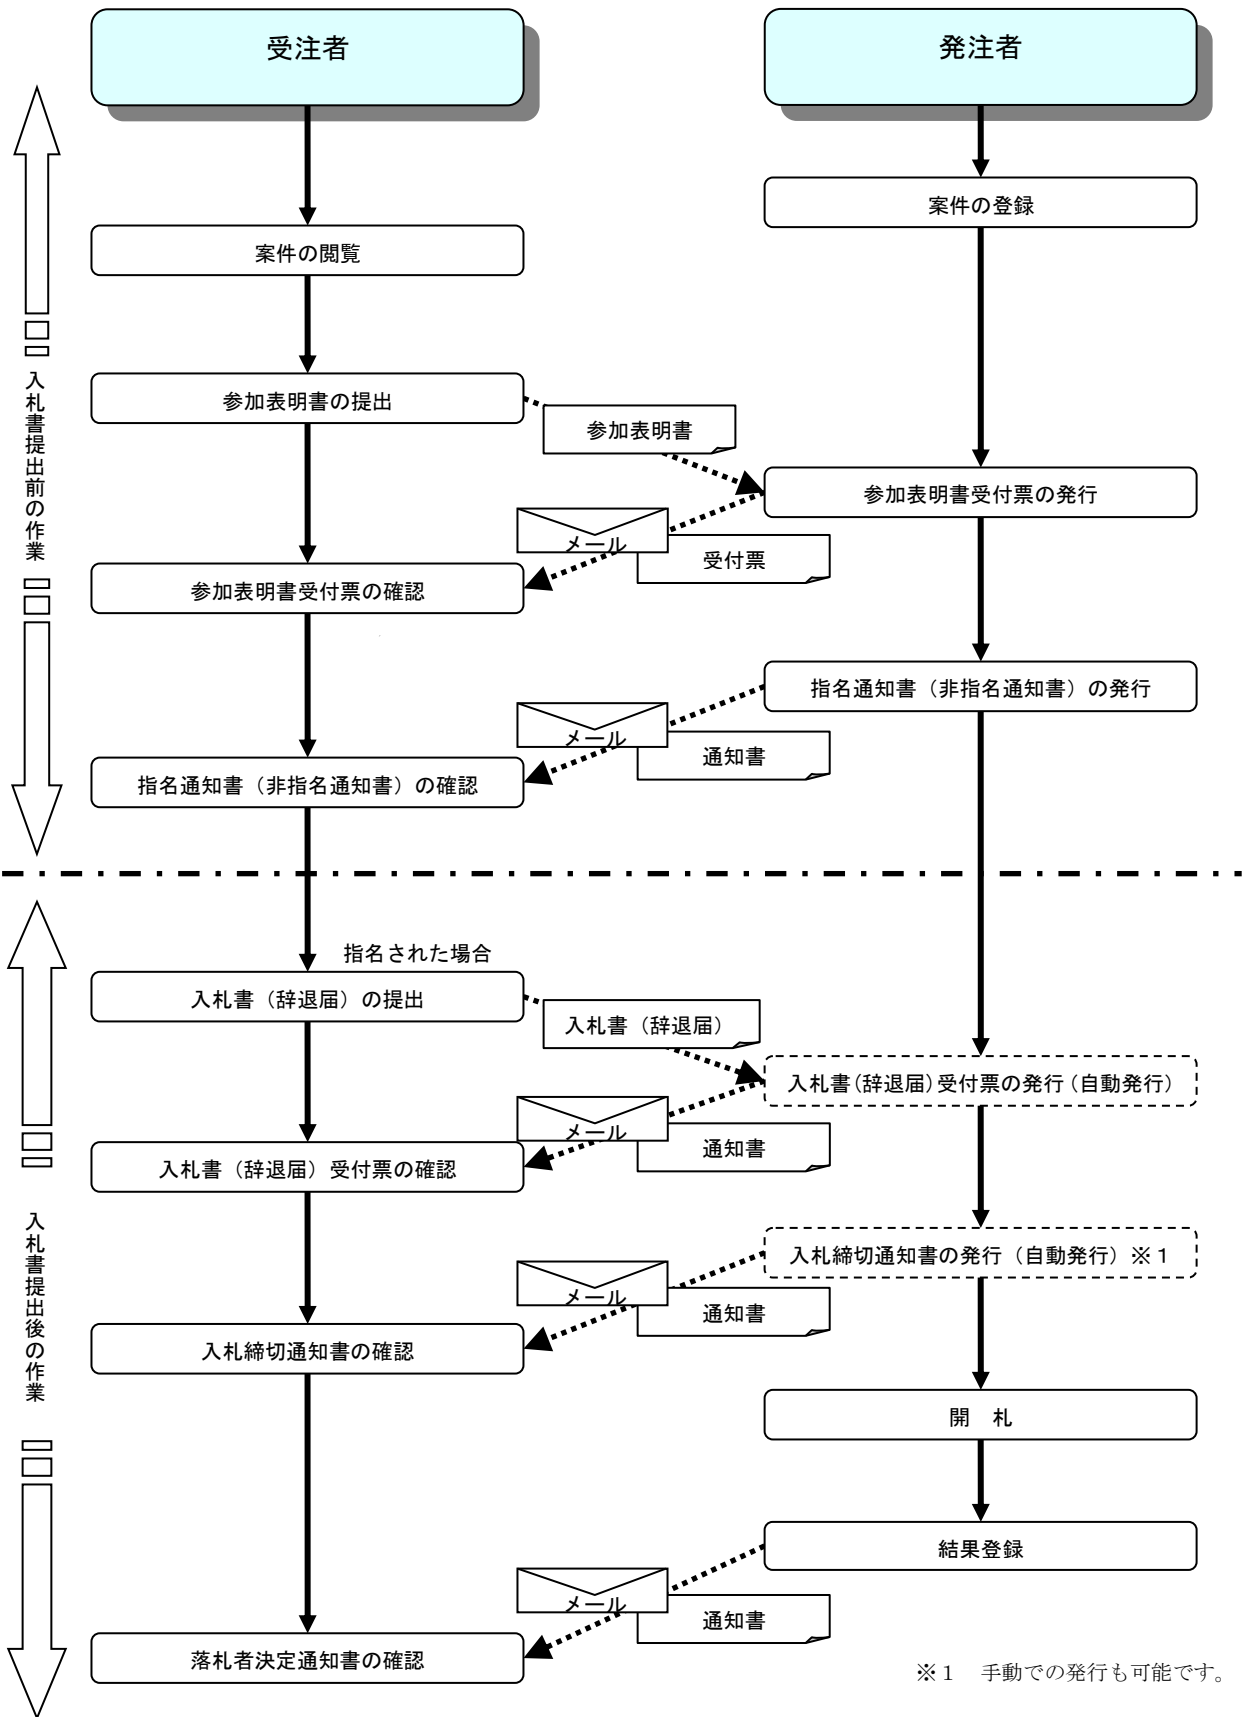 受注者
発注者
案件の登録
案件の閲覧
参加表明書の提出
参加表明書
参加表明書受付票の発行
メール
受付票
参加表明書受付票の確認
入札書提出前の作業
指名通知書（非指名通知書）の発行
メール
通知書
指名通知書（非指名通知書）の確認
指名された場合
入札書（辞退届）の提出
入札書（辞退届）
入札書（辞退届）受付票の発行（自動発行）
メール
通知書
入札書（辞退届）受付票の確認
入札書提出後の作業
入札締切通知書の発行（自動発行）※１
メール
通知書
入札締切通知書の確認
開　札
結果登録
メール
通知書
落札者決定通知書の確認
※１　手動での発行も可能です。